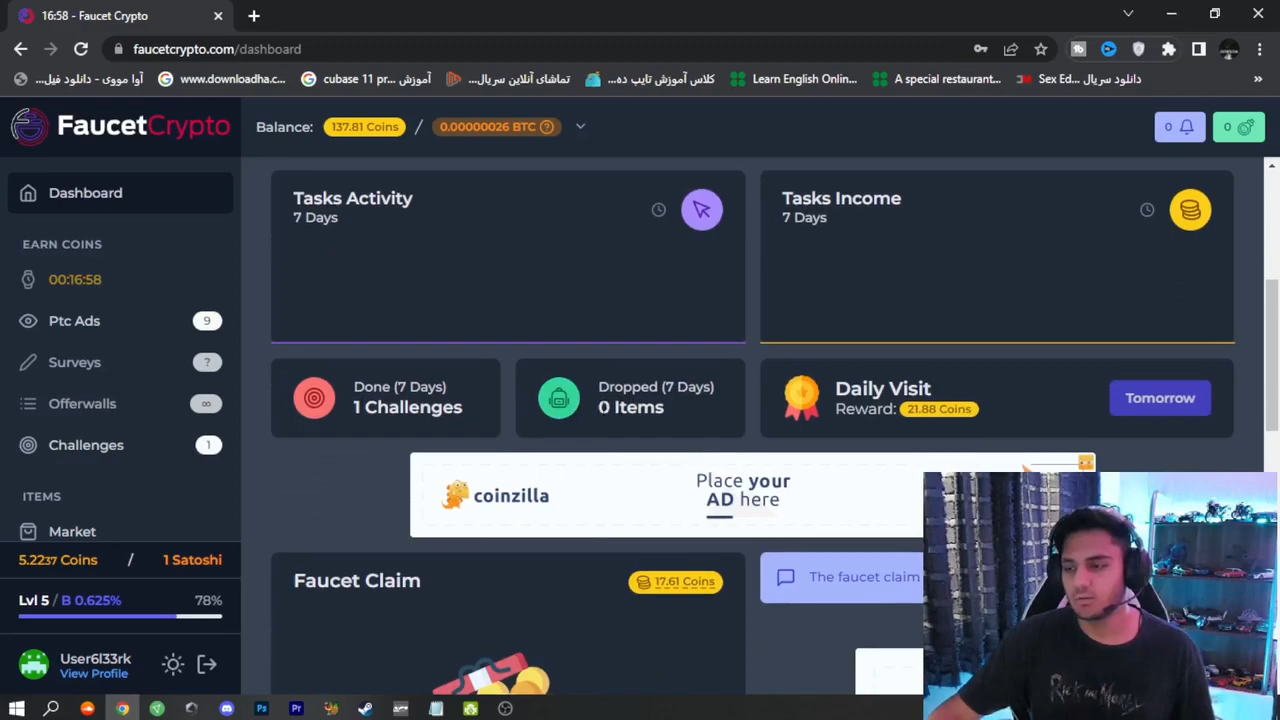 16:58 - Faucet Crypto
faucetcrypto.com/dashboard
آوا مووی - دانلود فیل...
www.downloadha.c...
آموزش cubase 11 pr...
تماشای آنلاین سریال...
کلاس آموزش تایپ ده...
Learn English Onlin...
A special restaurant...
دانلود سریال Sex Ed...
FaucetCrypto
Balance: 137.81 Coins / 0.00000026 BTC
0
0
Dashboard
EARN COINS
00:16:58
Ptc Ads 9
Surveys ?
Offerwalls ∞
Challenges 1
ITEMS
Market
5.2237 Coins / 1 Satoshi
Lvl 5 / B 0.625% 78%
User6l33rk
View Profile
Tasks Activity
7 Days
Tasks Income
7 Days
Done (7 Days)
1 Challenges
Dropped (7 Days)
0 Items
Daily Visit
Reward: 21.88 Coins
Tomorrow
coinzilla
Place your
AD here
Faucet Claim
17.61 Coins
The faucet claim